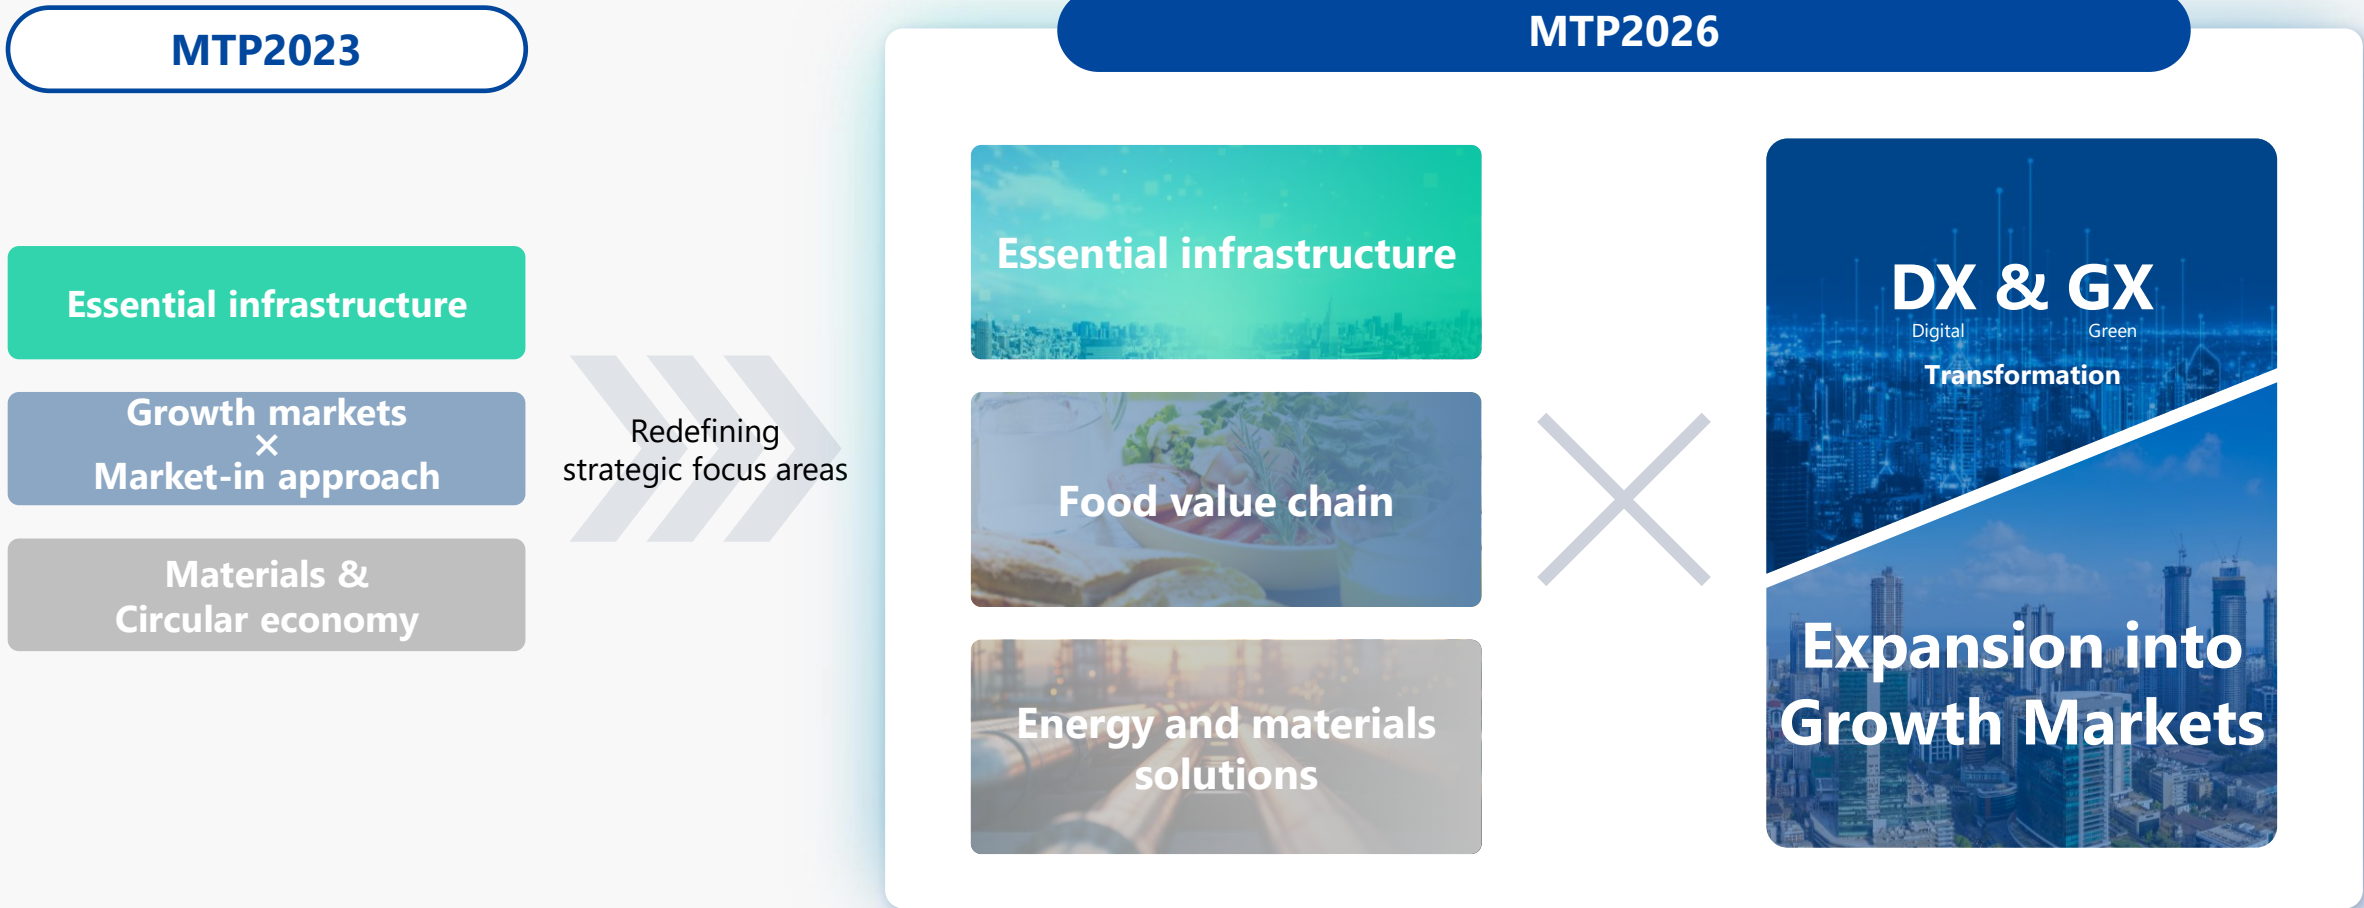 MTP2023
Essential infrastructure
Growth markets
×
Market-in approach
Materials &
Circular economy
Redefining
strategic focus areas
MTP2026
Essential infrastructure
Food value chain
Energy and materials
solutions
DX & GX
Digital Green
Transformation
Expansion into
Growth Markets